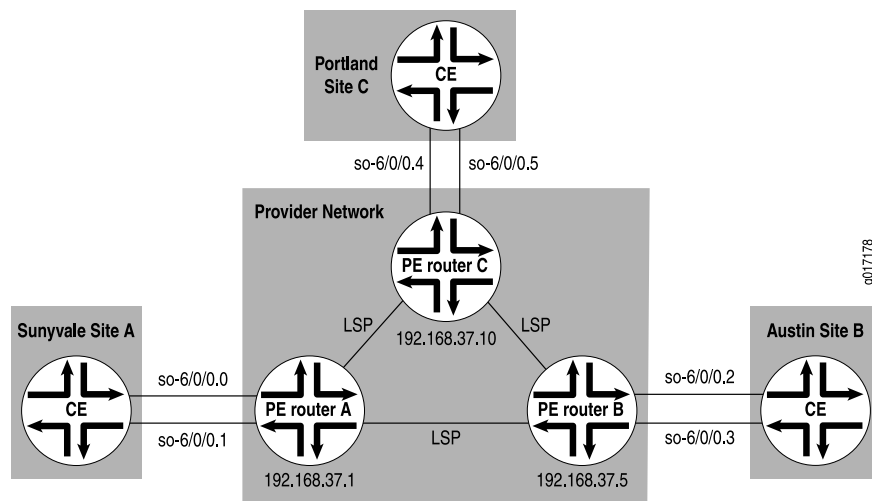 Portland
Site C
CE
so-6/0/0.4
so-6/0/0.5
Provider Network
PE router C
g017178
LSP
LSP
192.168.37.10
Sunyvale Site A
Austin Site B
so-6/0/0.0
so-6/0/0.2
CE
PE router A
PE router B
CE
so-6/0/0.1
LSP
so-6/0/0.3
192.168.37.1
192.168.37.5